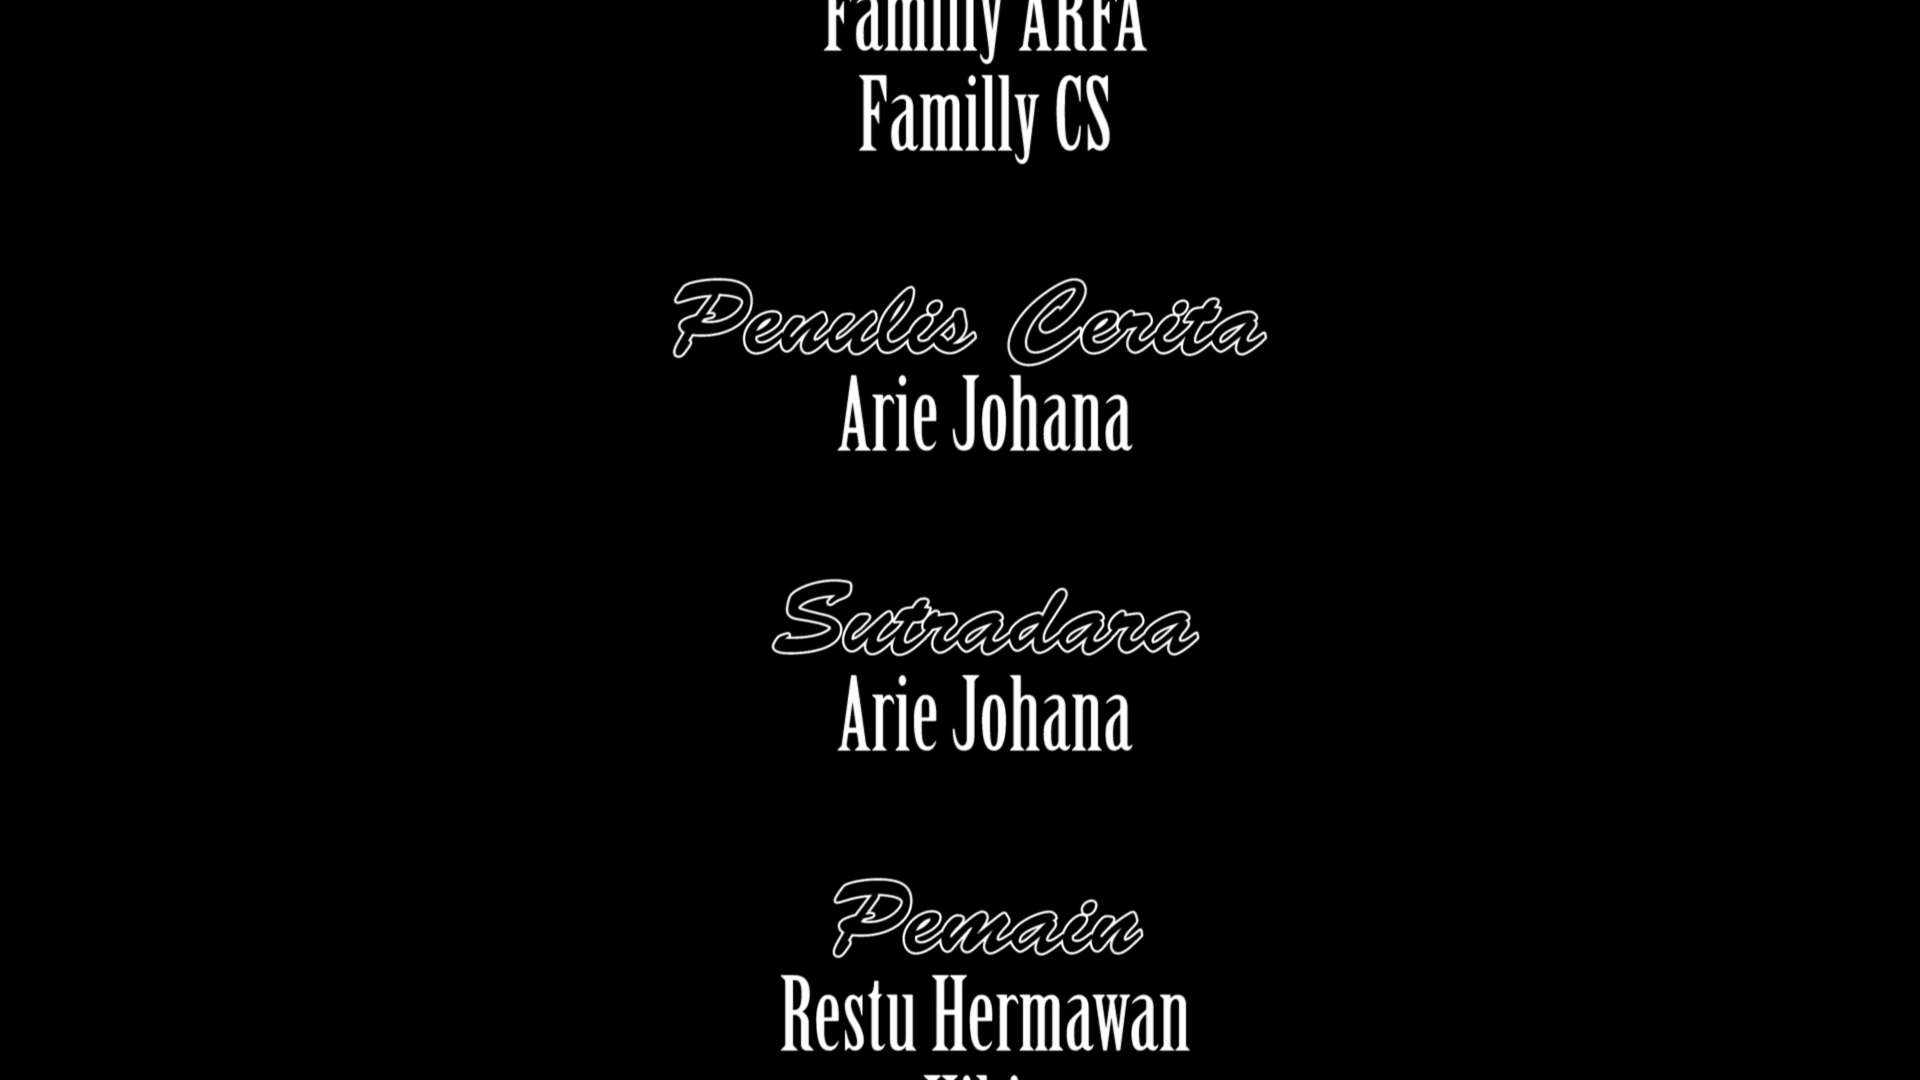 Familly ARFA
Familly CS
Penulis Cerita
Arie Johana
Sutradara
Arie Johana
Pemain
Restu Hermawan